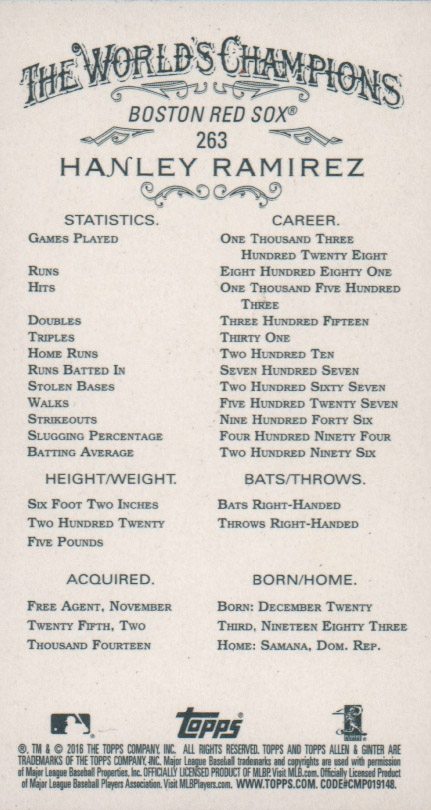 THE WORLD'S CHAMPIONS
BOSTON RED SOX®
263
HANLEY RAMIREZ
STATISTICS. CAREER.
GAMES PLAYED ONE THOUSAND THREE
HUNDRED TWENTY EIGHT
RUNS EIGHT HUNDRED EIGHTY ONE
HITS ONE THOUSAND FIVE HUNDRED
THREE
DOUBLES THREE HUNDRED FIFTEEN
TRIPLES THIRTY ONE
HOME RUNS TWO HUNDRED TEN
RUNS BATTED IN SEVEN HUNDRED SEVEN
STOLEN BASES TWO HUNDRED SIXTY SEVEN
WALKS FIVE HUNDRED TWENTY SEVEN
STRIKEOUTS NINE HUNDRED FORTY SIX
SLUGGING PERCENTAGE FOUR HUNDRED NINETY FOUR
BATTING AVERAGE TWO HUNDRED NINETY SIX
HEIGHT/WEIGHT. BATS/THROWS.
SIX FOOT TWO INCHES BATS RIGHT-HANDED
TWO HUNDRED TWENTY THROWS RIGHT-HANDED
FIVE POUNDS
ACQUIRED. BORN/HOME.
FREE AGENT, NOVEMBER BORN: DECEMBER TWENTY
TWENTY FIFTH, TWO THIRD, NINETEEN EIGHTY THREE
THOUSAND FOURTEEN HOME: SAMANA, DOM. REP.
Topps
®, TM & © 2016 THE TOPPS COMPANY, INC. ALL RIGHTS RESERVED. TOPPS AND TOPPS ALLEN & GINTER ARE
TRADEMARKS OF THE TOPPS COMPANY, INC. Major League Baseball trademarks and copyrights are used with permission
of Major League Baseball Properties, Inc. OFFICIALLY LICENSED PRODUCT OF MLBP. Visit MLB.com. Officially Licensed Product
of Major League Baseball Players Association. Visit MLBPlayers.com. WWW.TOPPS.COM. CODE#CMP019148.